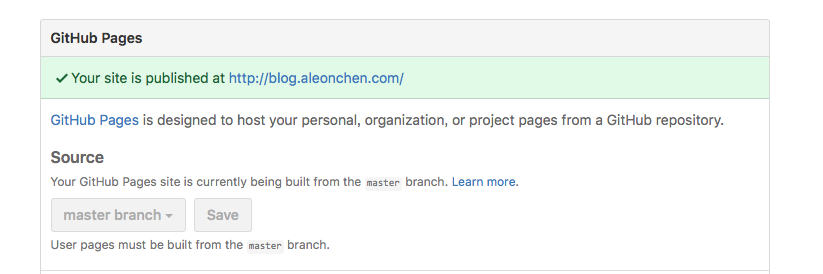 GitHub Pages
Your site is published at http://blog.aleonchen.com/
GitHub Pages is designed to host your personal, organization, or project pages from a GitHub repository.
Source
Your GitHub Pages site is currently being built from the master branch. Learn more.
master branch Save
User pages must be built from the master branch.